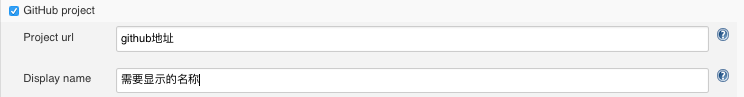 GitHub project
Project url github地址
Display name 需要显示的名称